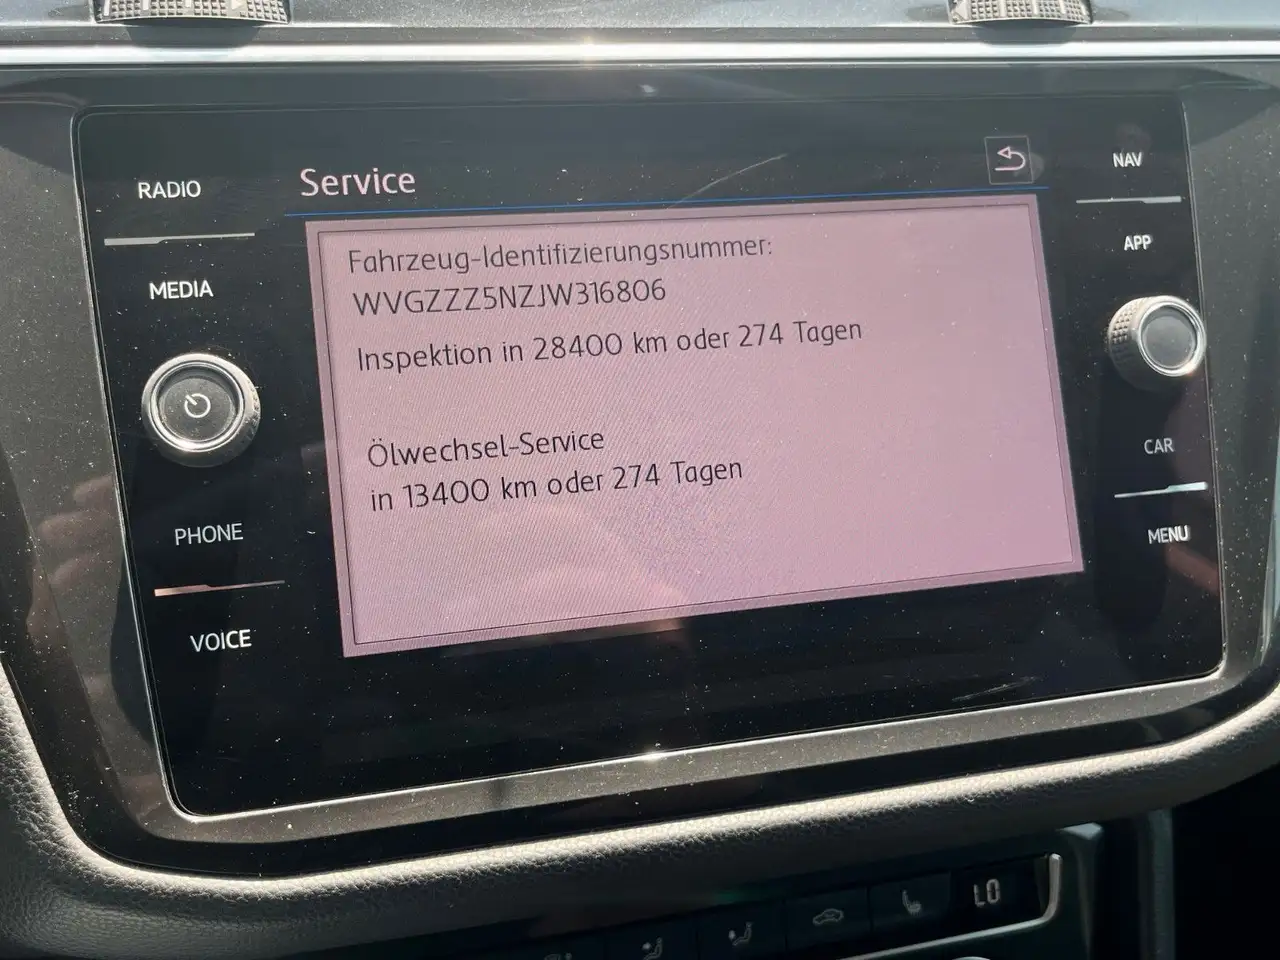 RADIO
MEDIA
PHONE
VOICE
Service
Fahrzeug-Identifizierungsnummer:
WVGZZZ5NZJW316806
Inspektion in 28400 km oder 274 Tagen
Ölwechsel-Service
in 13400 km oder 274 Tagen
NAV
APP
CAR
MENU
LO